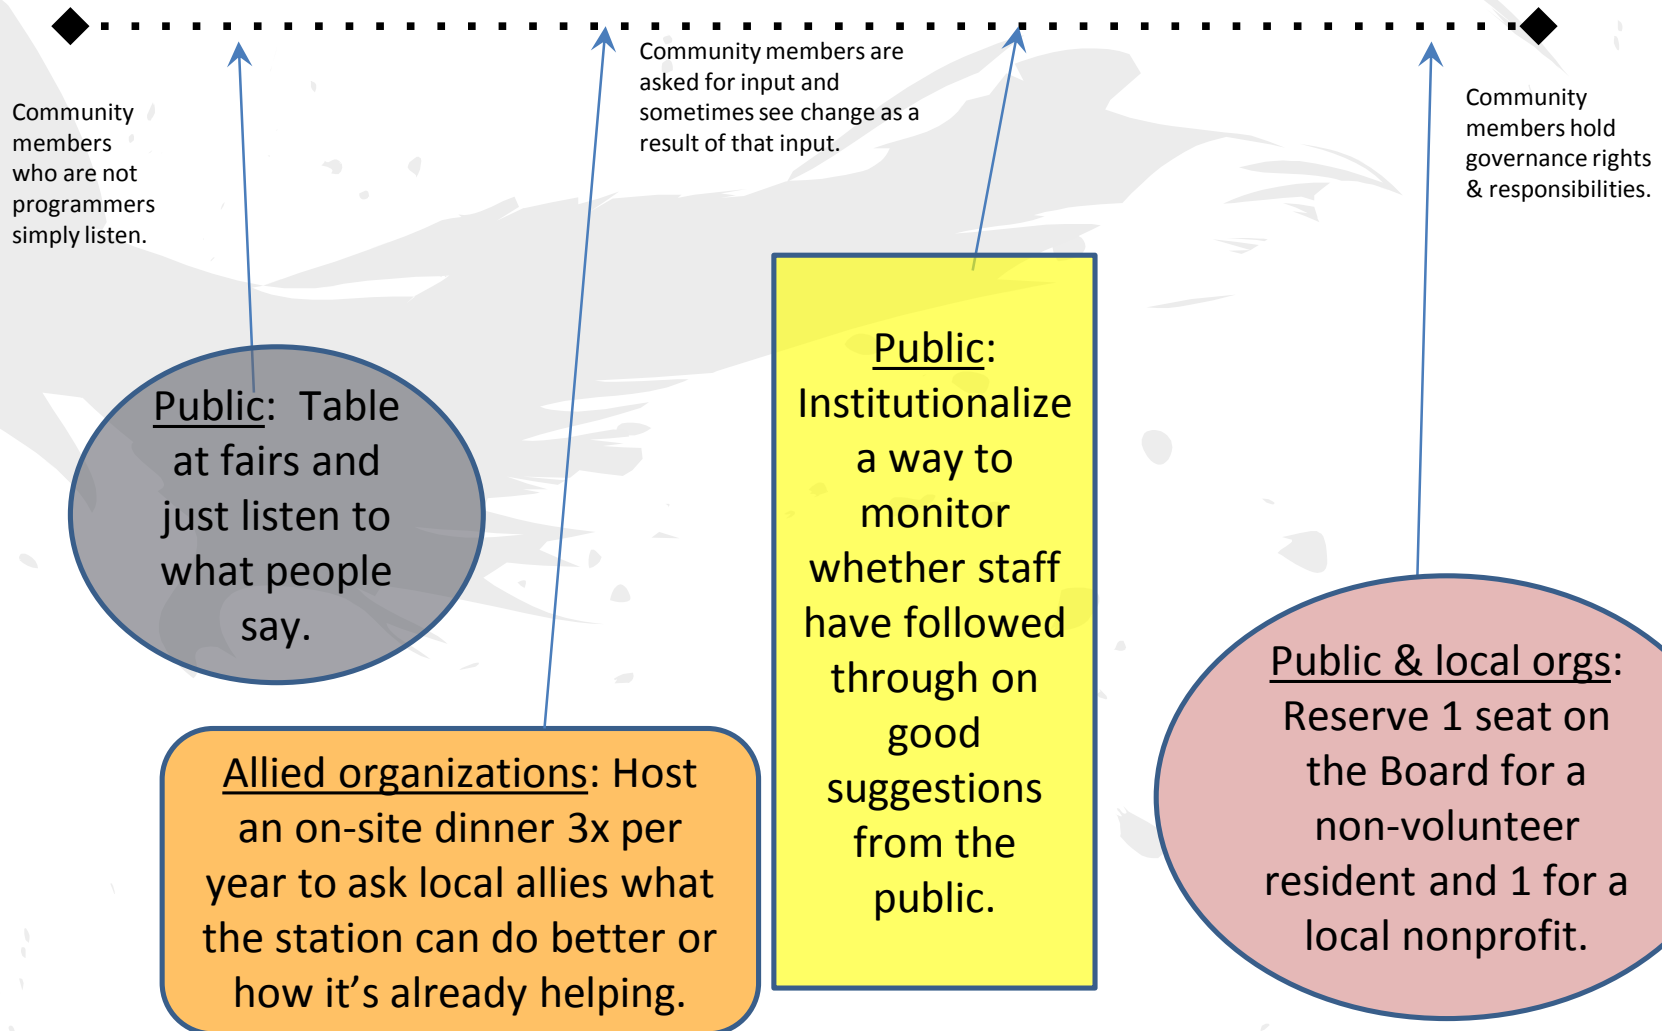 Community
members
who are not
programmers
simply listen.
Community members are
asked for input and
sometimes see change as a
result of that input.
Community
members hold
governance rights
& responsibilities.
Public:  Table
at fairs and
just listen to
what people
say.
Allied organizations: Host
an on-site dinner 3x per
year to ask local allies what
the station can do better or
how it’s already helping.
Public:
Institutionalize
a way to
monitor
whether staff
have followed
through on
good
suggestions
from the
public.
Public & local orgs:
Reserve 1 seat on
the Board for a
non-volunteer
resident and 1 for a
local nonprofit.